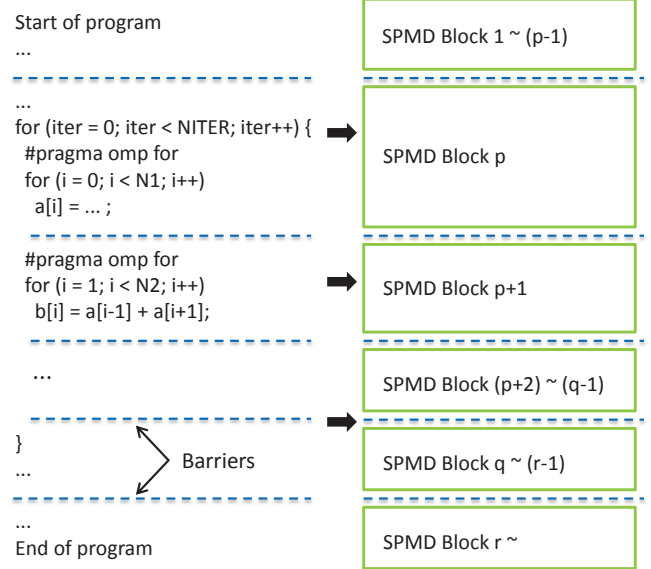 Start of program
...
...
for (iter = 0; iter < NITER; iter++) {
#pragma omp for
for (i = 0; i < N1; i++)
a[i] = ... ;
#pragma omp for
for (i = 1; i < N2; i++)
b[i] = a[i-1] + a[i+1];
...
}
...
Barriers
...
End of program
SPMD Block 1 ~ (p-1)
SPMD Block p
SPMD Block p+1
SPMD Block (p+2) ~ (q-1)
SPMD Block q ~ (r-1)
SPMD Block r ~